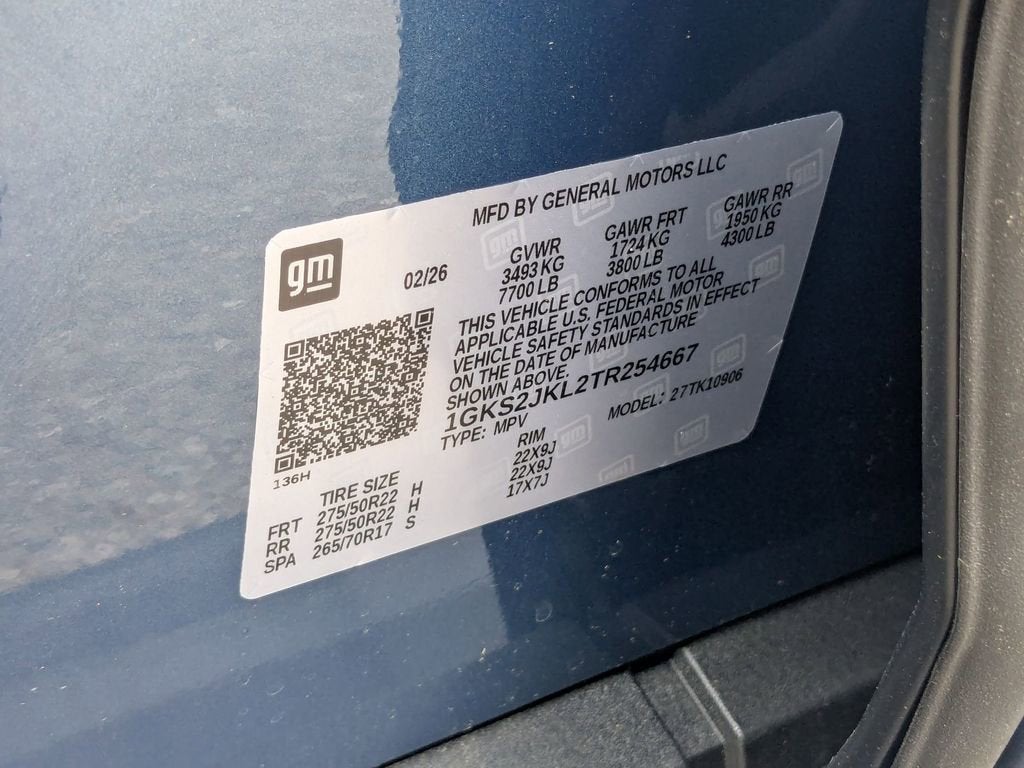 MFD BY GENERAL MOTORS LLC
gm
02/26
GVWR GAWR FRT GAWR RR
3493 KG 1724 KG 1950 KG
7700 LB 3800 LB 4300 LB
THIS VEHICLE CONFORMS TO ALL
APPLICABLE U.S. FEDERAL MOTOR
VEHICLE SAFETY STANDARDS IN EFFECT
ON THE DATE OF MANUFACTURE
SHOWN ABOVE.
1GKS2JKL2TR254667
TYPE: MPV MODEL: 27TK10906
136H
TIRE SIZE RIM
FRT 275/50R22 H 22X9J
RR 275/50R22 H 22X9J
SPA 265/70R17 S 17X7J